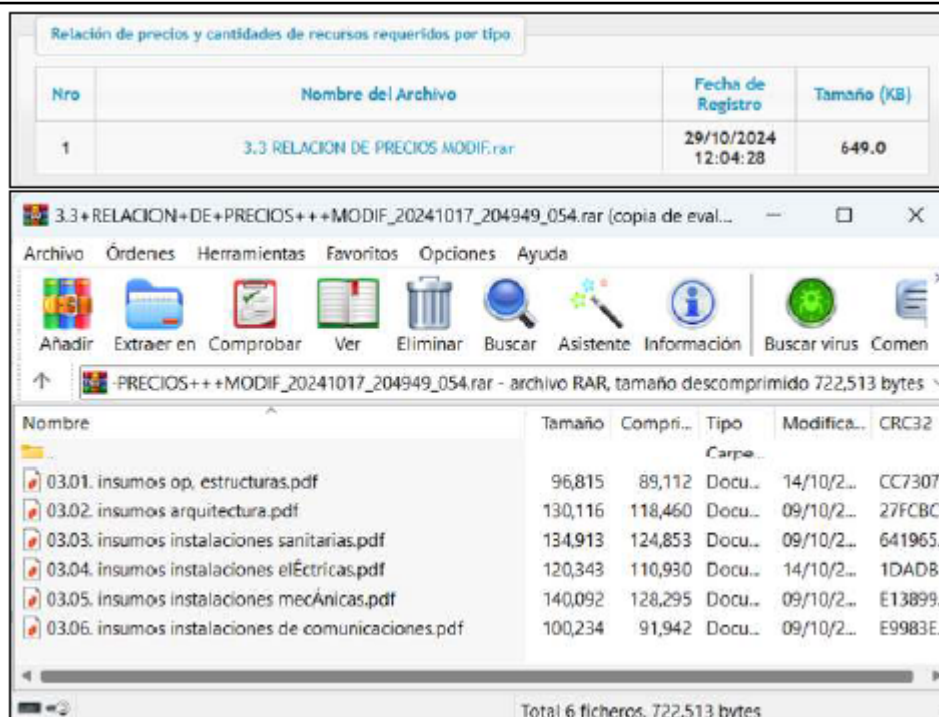 Relación de precios y cantidades de recursos requeridos por tipo
Nro Nombre del Archivo Fecha de Registro Tamaño (KB)
1 3.3 RELACION DE PRECIOS MODIF.rar 29/10/2024 12:04:28 649.0
3.3+RELACION+DE+PRECIOS+++MODIF_20241017_204949_054.rar (copia de eval...
Archivo Órdenes Herramientas Favoritos Opciones Ayuda
Añadir Extraer en Comprobar Ver Eliminar Buscar Asistente Información Buscar virus Comen
-PRECIOS+++MODIF_20241017_204949_054.rar - archivo RAR, tamaño descomprimido 722,513 bytes
Nombre Tamaño Compri... Tipo Modifica... CRC32
.. Carpe...
03.01. insumos op, estructuras.pdf 96,815 89,112 Docu... 14/10/2... CC7307
03.02. insumos arquitectura.pdf 130,116 118,460 Docu... 09/10/2... 27FCBC
03.03. insumos instalaciones sanitarias.pdf 134,913 124,853 Docu... 09/10/2... 641965
03.04. insumos instalaciones elÉctricas.pdf 120,343 110,930 Docu... 14/10/2... 1DADB
03.05. insumos instalaciones mecÁnicas.pdf 140,092 128,295 Docu... 09/10/2... E13899
03.06. insumos instalaciones de comunicaciones.pdf 100,234 91,942 Docu... 09/10/2... E9983E
Total 6 ficheros, 722,513 bytes